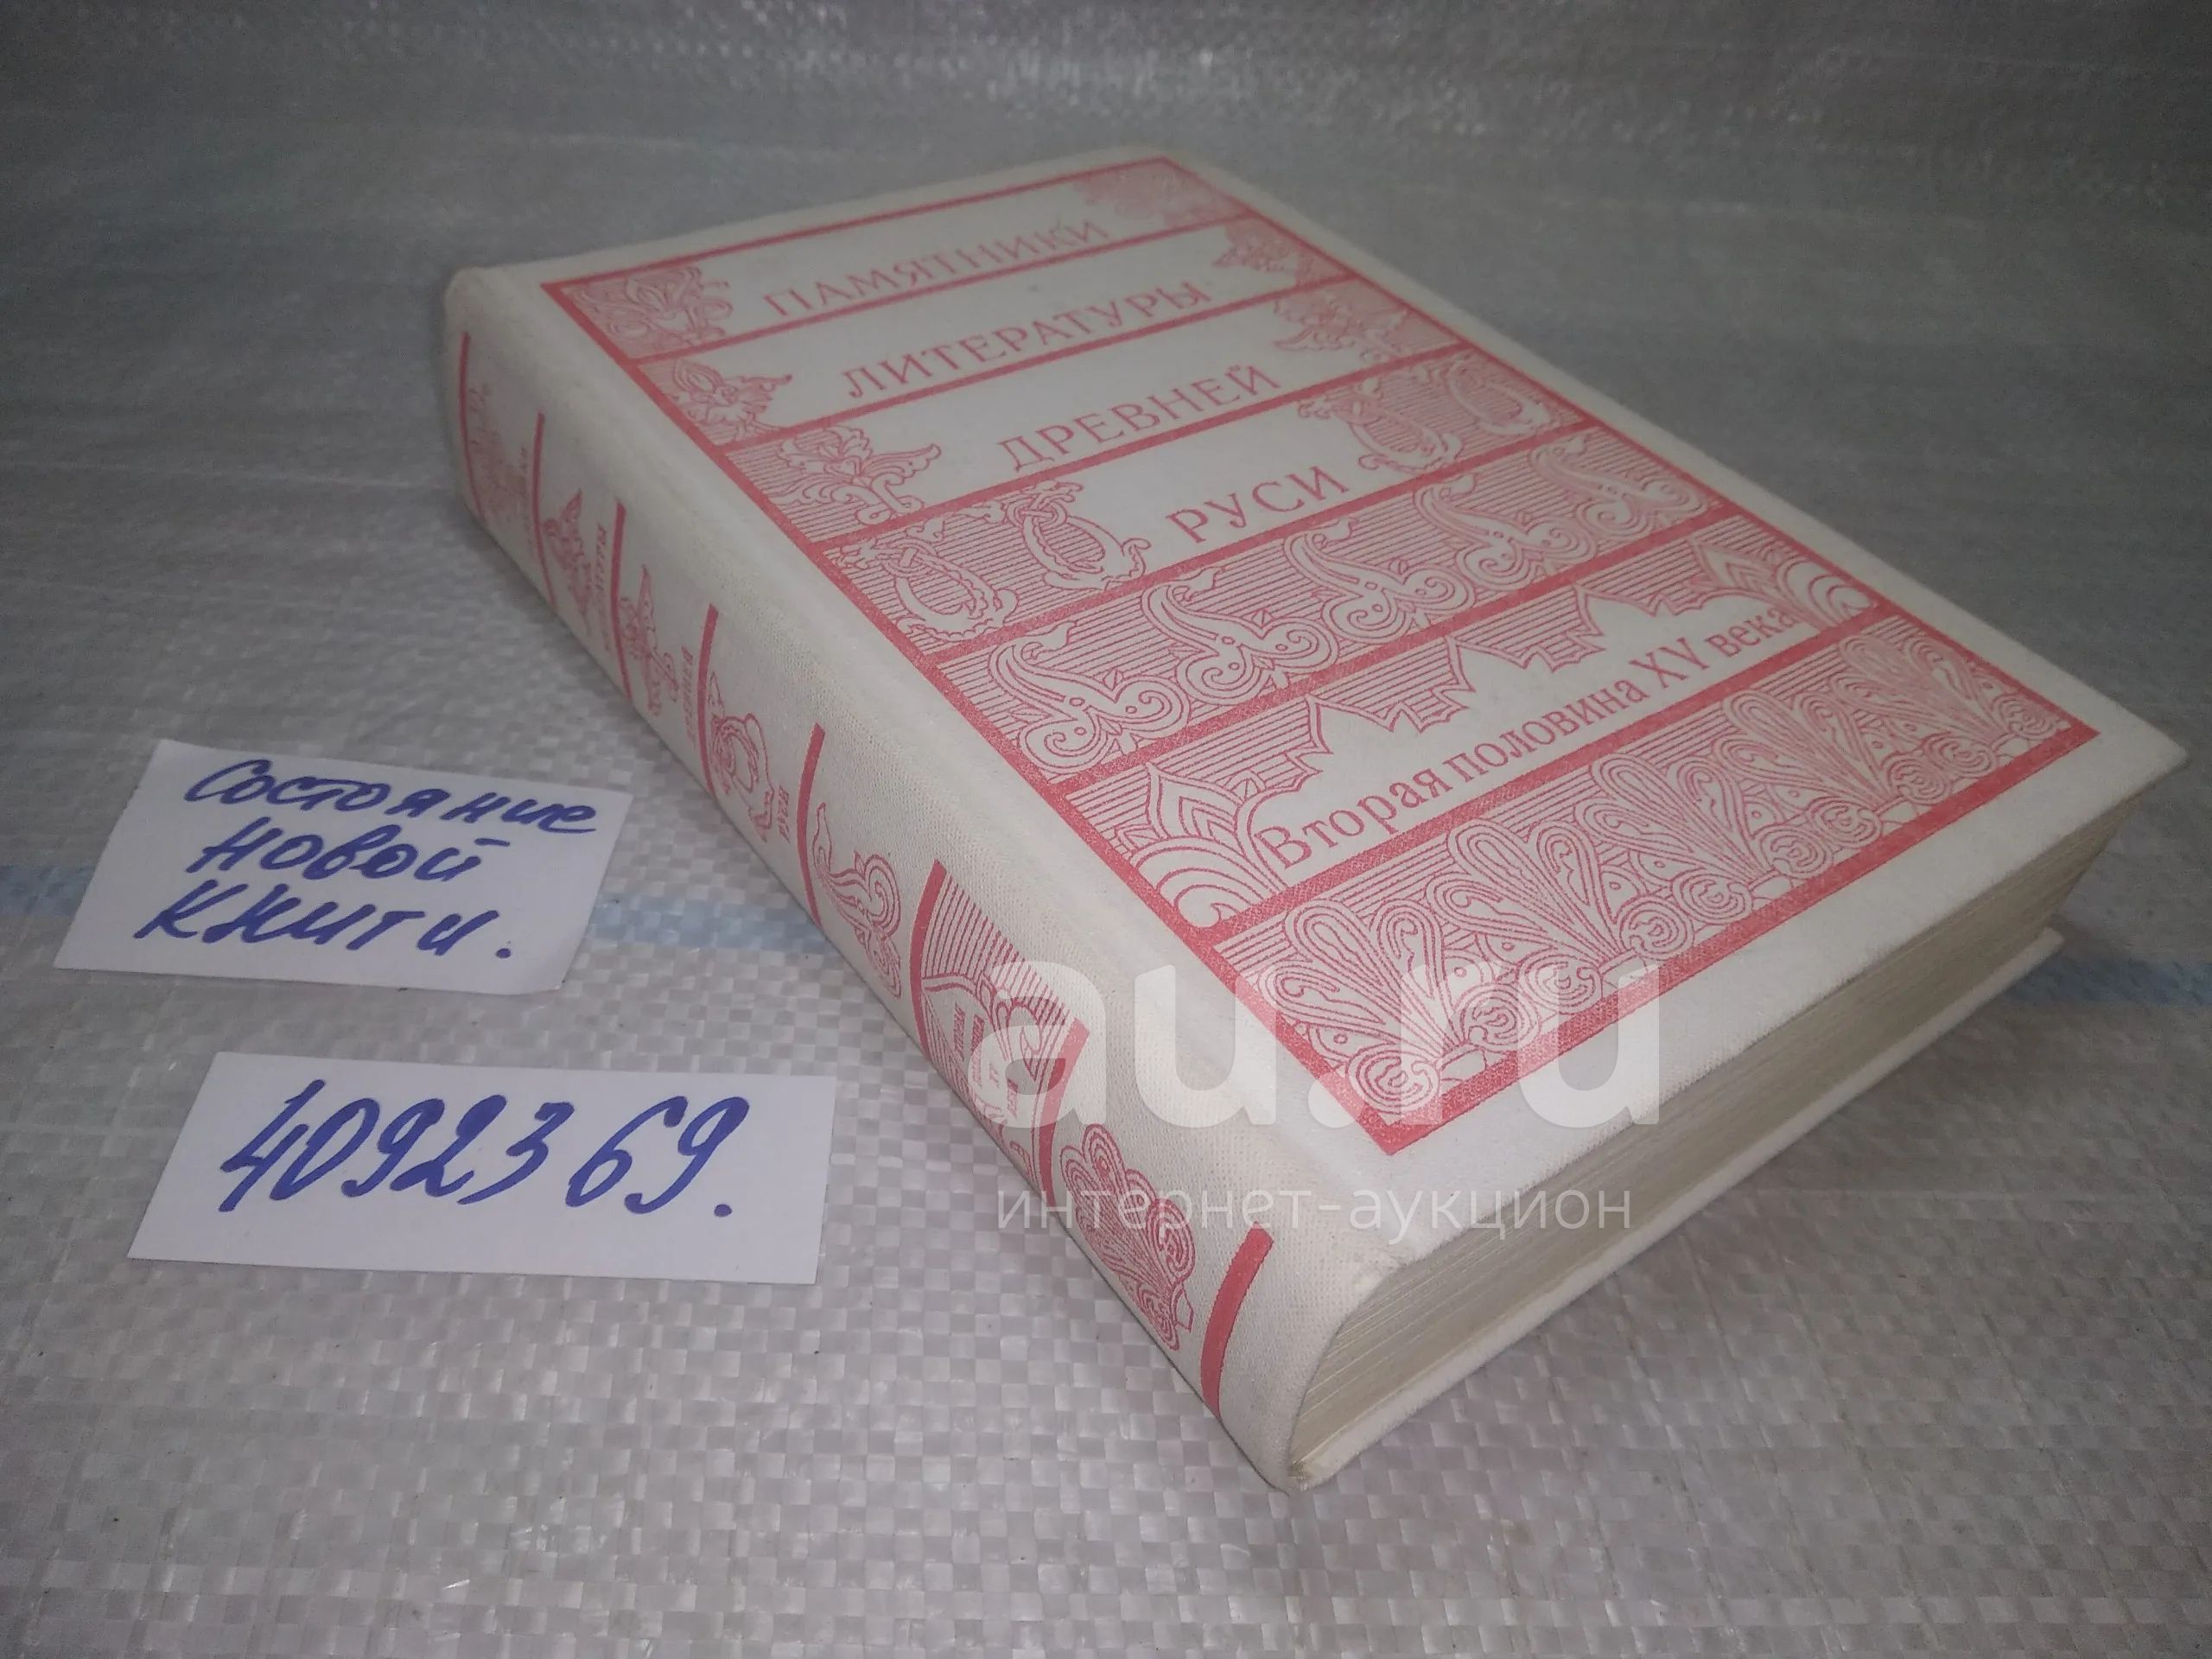 ПАМЯТНИКИ
ЛИТЕРАТУРЫ
ДРЕВНЕЙ
РУСИ
Вторая половина XV века
Состояние
новой
книги.
4092369.
au.ru
интернет-аукцион